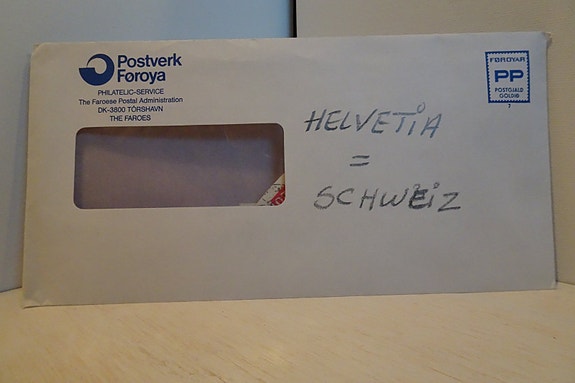 Postverk
Føroya
PHILATELIC-SERVICE
The Faroese Postal Administration
DK-3800 TÓRSHAVN
THE FAROES
FØROYAR
PP
POSTGJALD
GOLDIÐ
7
HELVETIA
=
SCHWEIZ